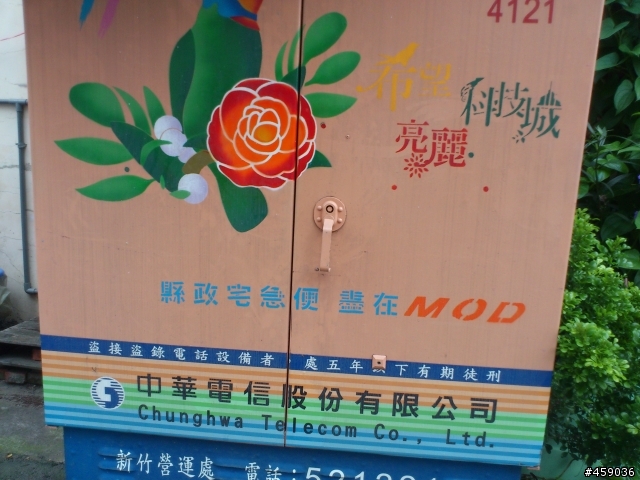 4121
希望
科技城
亮麗
縣政宅急便 盡在MOD
盜接盜錄電話設備者 處五年以下有期徒刑
中華電信股份有限公司
Chunghwa Telecom Co., Ltd.
新竹營運處 電話:
#459036